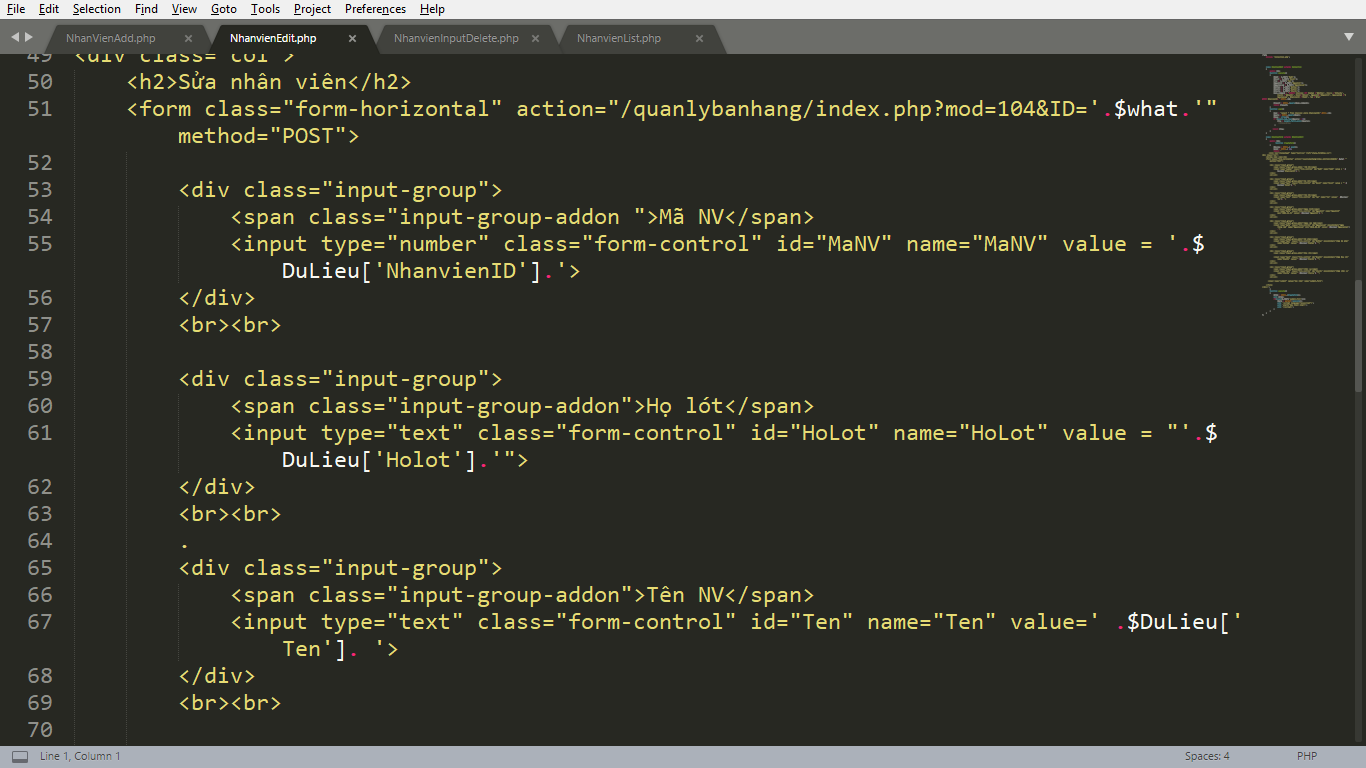 File Edit Selection Find View Goto Tools Project Preferences Help
NhanVienAdd.php × NhanvienEdit.php × NhanvienInputDelete.php × NhanvienList.php ×
49 <div class="col">
50 <h2>Sửa nhân viên</h2>
51 <form class="form-horizontal" action="/quanlybanhang/index.php?mod=104&ID='.$what.'"
method="POST">
52
53 <div class="input-group">
54 <span class="input-group-addon ">Mã NV</span>
55 <input type="number" class="form-control" id="MaNV" name="MaNV" value = '.$
DuLieu['NhanvienID'].'>
56 </div>
57 <br><br>
58
59 <div class="input-group">
60 <span class="input-group-addon">Họ lót</span>
61 <input type="text" class="form-control" id="HoLot" name="HoLot" value = "'.$
DuLieu['Holot'].'">
62 </div>
63 <br><br>
64 .
65 <div class="input-group">
66 <span class="input-group-addon">Tên NV</span>
67 <input type="text" class="form-control" id="Ten" name="Ten" value=' .$DuLieu['
Ten']. '>
68 </div>
69 <br><br>
70
Line 1, Column 1 Spaces: 4 PHP